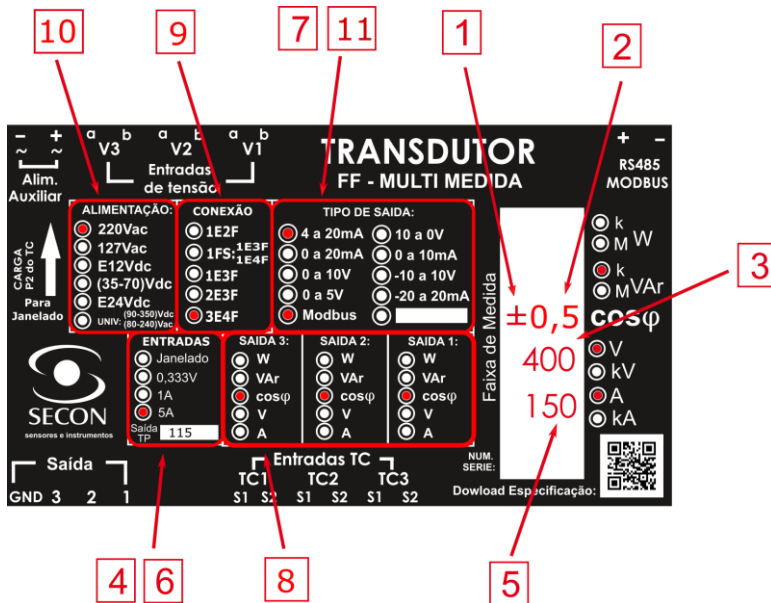 10
9
7 11
1
2
- +
~ ~
Alim.
Auxiliar
a b a b a b
V3 V2 V1
Entradas
de tensão
TRANSDUTOR
FF - MULTI MEDIDA
+ -
RS485
MODBUS
CARGA
P2 do TC
Para
Janelado
ALIMENTAÇÃO:
220Vac
127Vac
E12Vdc
(35-70)Vdc
E24Vdc
UNIV: (90-350)Vdc
(80-240)Vac
CONEXÃO
1E2F
1FS: 1E3F
1E4F
1E3F
2E3F
3E4F
TIPO DE SAIDA:
4 a 20mA 10 a 0V
0 a 20mA 0 a 10mA
0 a 10V -10 a 10V
0 a 5V -20 a 20mA
Modbus
Faixa de Medida
±0,5
400
150
k
M W
k
M VAr
cosφ
V
kV
A
kA
3
SECON
sensores e instrumentos
ENTRADAS
Janelado
0,333V
1A
5A
Saída
TP 115
SAIDA 3: SAIDA 2: SAIDA 1:
W W W
VAr VAr VAr
cosφ cosφ cosφ
V V V
A A A
NUM.
SERIE:
Dowload Especificação:
Saída
GND 3 2 1
Entradas TC
TC1 TC2 TC3
S1 S2 S1 S2 S1 S2
4 6
8
5